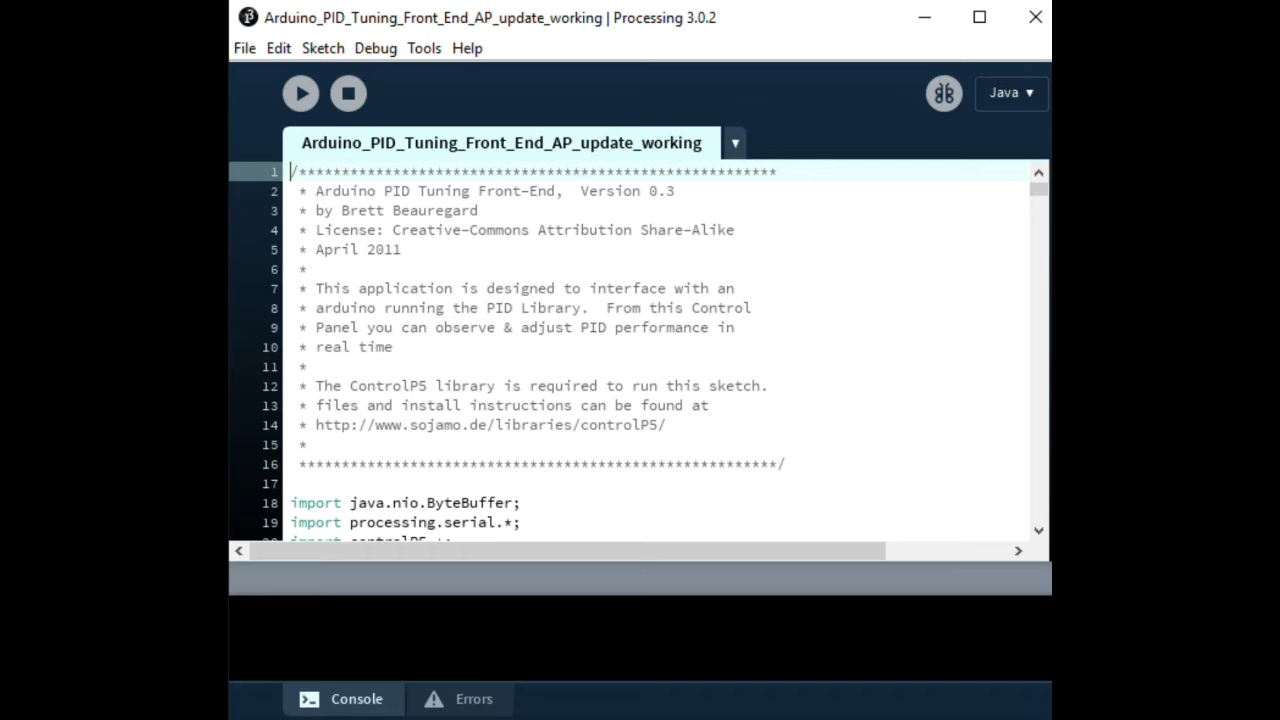 Arduino_PID_Tuning_Front_End_AP_update_working | Processing 3.0.2
File Edit Sketch Debug Tools Help
Java ▾
Arduino_PID_Tuning_Front_End_AP_update_working ▾
1 /********************************************************
2 * Arduino PID Tuning Front-End,  Version 0.3
3 * by Brett Beauregard
4 * License: Creative-Commons Attribution Share-Alike
5 * April 2011
6 *
7 * This application is designed to interface with an
8 * arduino running the PID Library.  From this Control
9 * Panel you can observe & adjust PID performance in
10 * real time
11 *
12 * The ControlP5 library is required to run this sketch.
13 * files and install instructions can be found at
14 * http://www.sojamo.de/libraries/controlP5/
15 *
16 ********************************************************/
17
18 import java.nio.ByteBuffer;
19 import processing.serial.*;
Console Errors